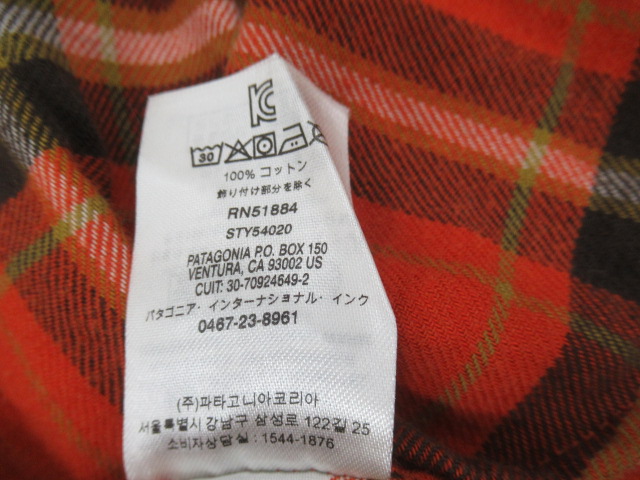 30
100% コットン
飾り付け部分を除く
RN51884
STY54020
PATAGONIA P.O. BOX 150
VENTURA, CA 93002 US
CUIT: 30-70924649-2
パタゴニア・インターナショナル・インク
0467-23-8961
(주)파타고니아코리아
서울특별시 강남구 삼성로 122길 25
소비자상담실 : 1544-1876